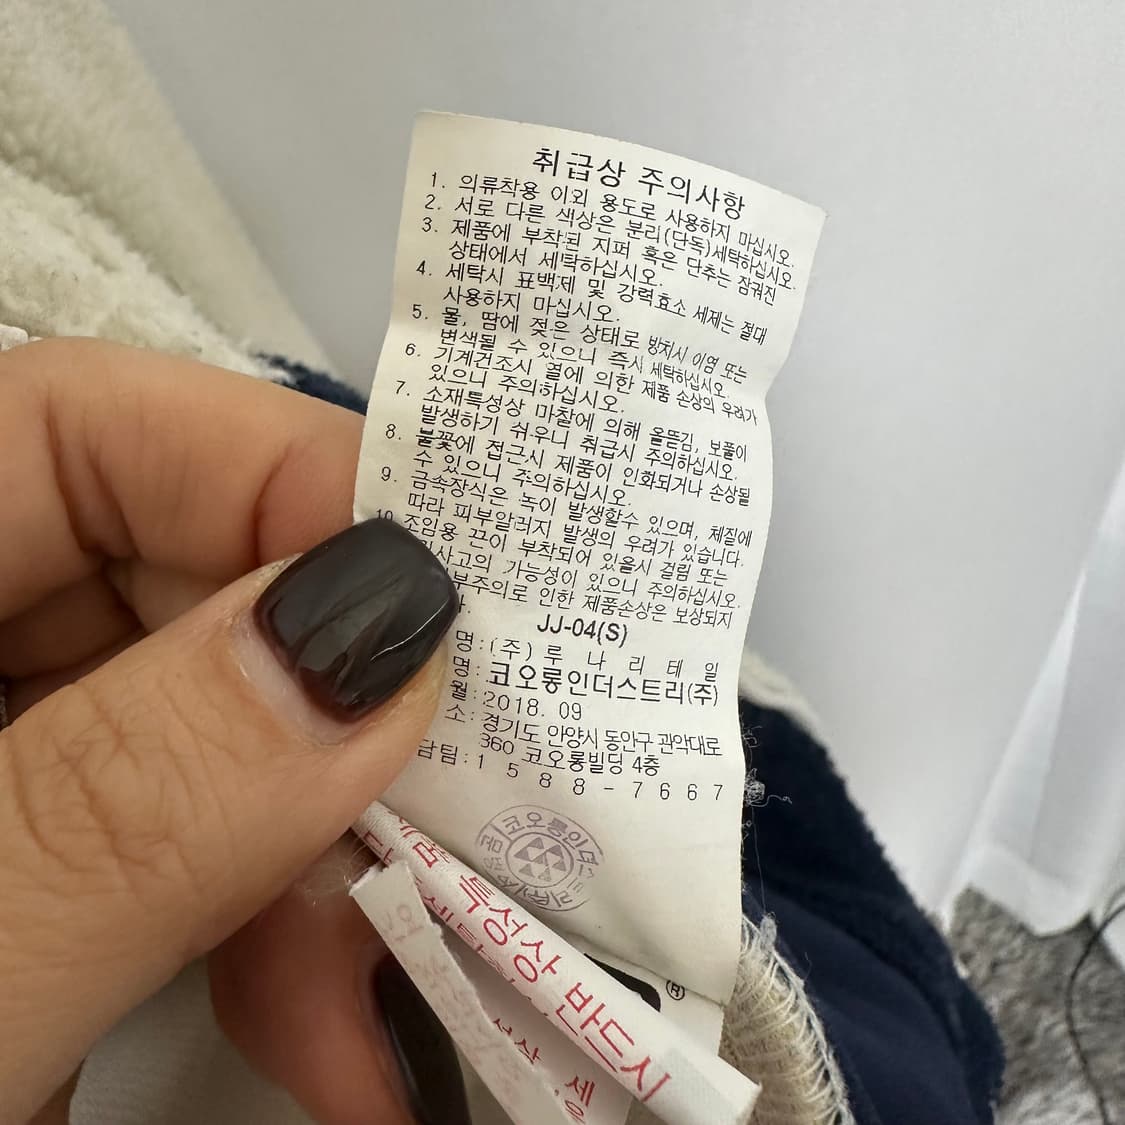 취급상 주의사항
1. 의류착용 이외 용도로 사용하지 마십시오.
2. 서로 다른 색상은 분리(단독)세탁하십시오.
3. 제품에 부착된 지퍼 혹은 단추는 잠궈진
상태에서 세탁하십시오.
4. 세탁시 표백제 및 강력효소 세제는 절대
사용하지 마십시오.
5. 물, 땀에 젖은 상태로 방치시 이염 또는
변색될 수 있으니 즉시 세탁하십시오.
6. 기계건조시 열에 의한 제품 손상의 우려가
있으니 주의하십시오.
7. 소재특성상 마찰에 의해 올뜯김, 보풀이
발생하기 쉬우니 취급시 주의하십시오.
8. 불꽃에 접근시 제품이 인화되거나 손상될
수 있으니 주의하십시오.
9. 금속장식은 녹이 발생할수 있으며, 체질에
따라 피부알러지 발생의 우려가 있습니다.
10 조임용 끈이 부착되어 있을시 걸림 또는
가능성이 있으니 주의하십시오.
인한 제품손상은 보상되지
JJ-04(S)
명:(주)루나리테일
명:코오롱인더스트리(주)
월:2018. 09
소:경기도 안양시 동안구 관악대로
360 코오롱빌딩 4층
담팀:1588-7667
코오롱인더
®
특성상 반드시